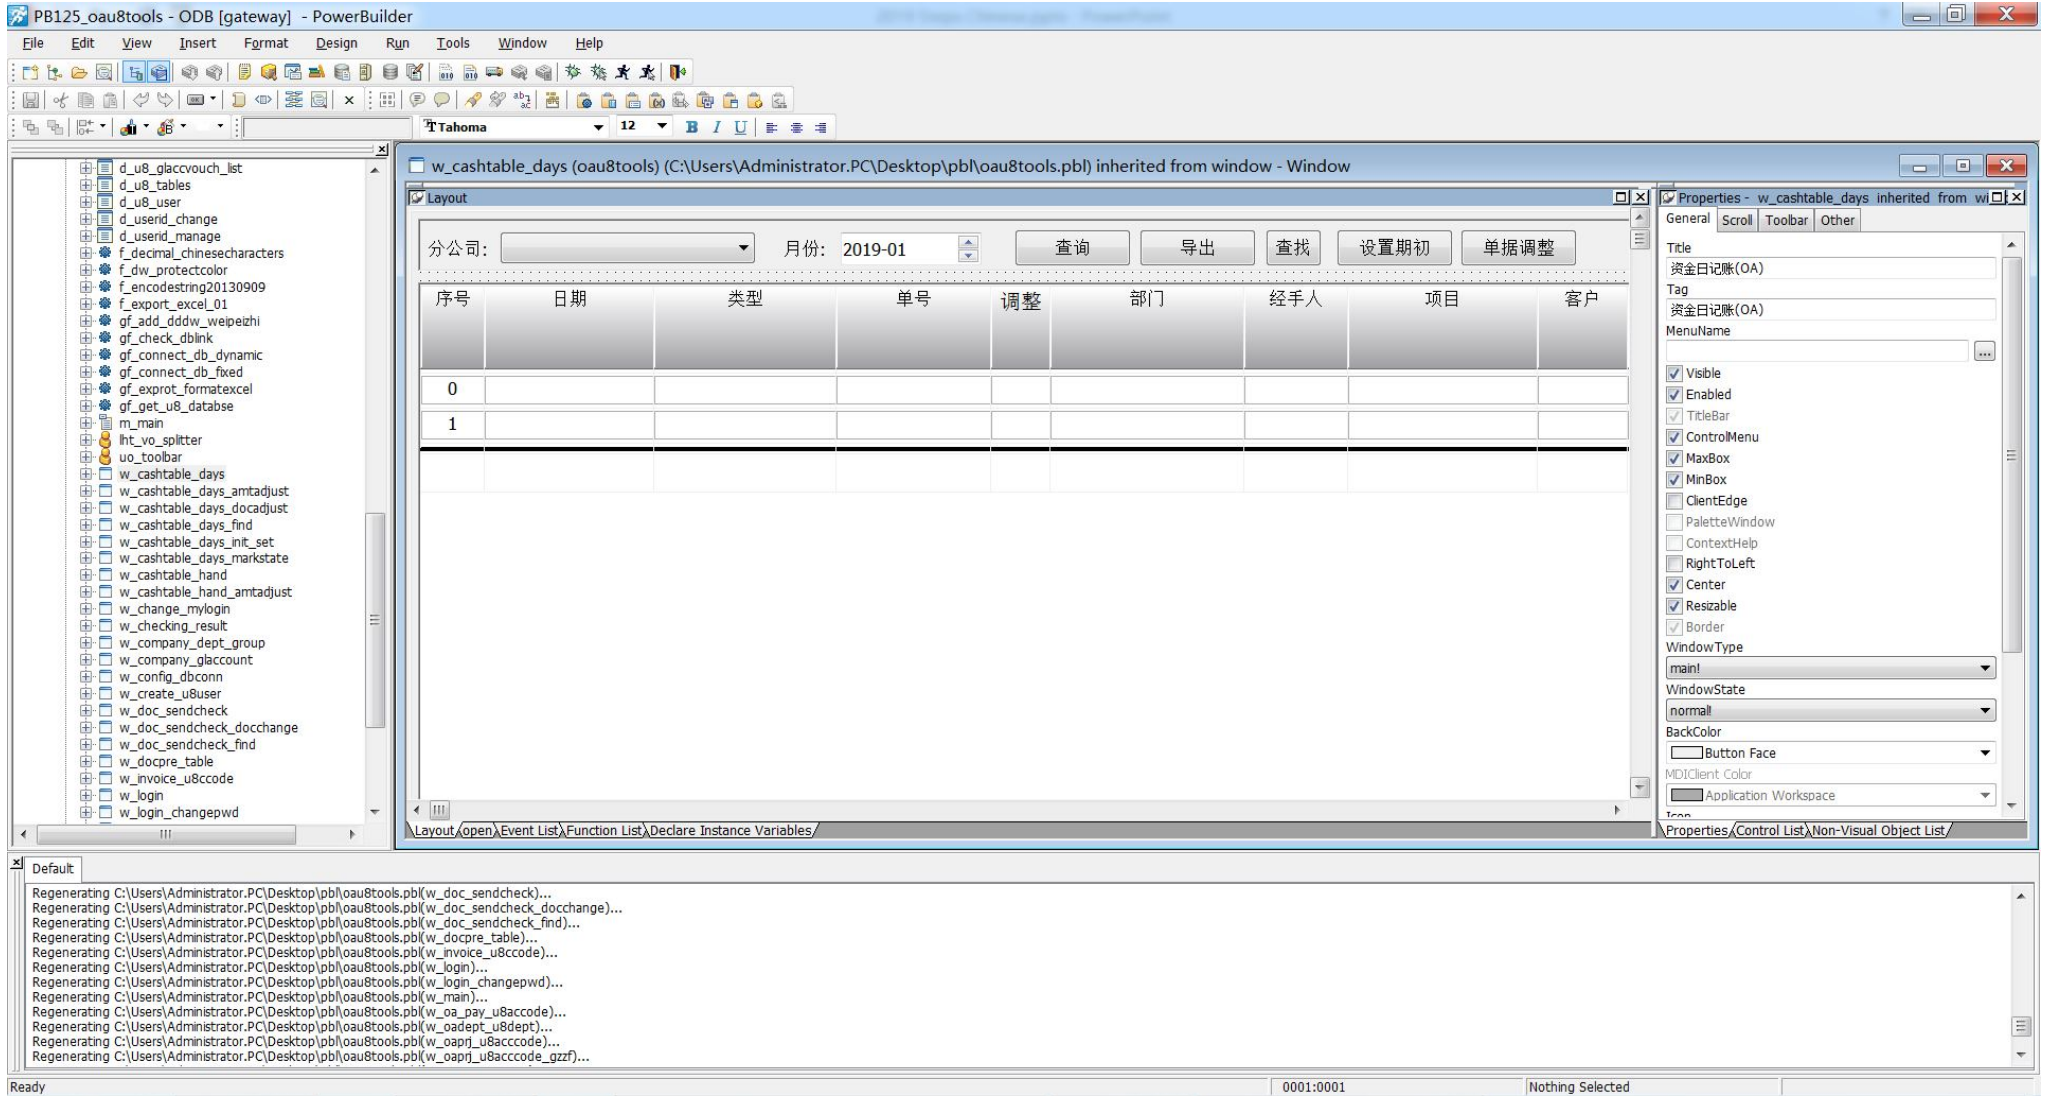 PB125_oau8tools - ODB [gateway] - PowerBuilder
File Edit View Insert Format Design Run Tools Window Help
Tahoma 12 B I U
w_cashtable_days (oau8tools) (C:\Users\Administrator.PC\Desktop\pbl\oau8tools.pbl) inherited from window - Window
d_u8_glaccvouch_list
d_u8_tables
d_u8_user
d_userid_change
d_userid_manage
f_decimal_chinesecharacters
f_dw_protectcolor
f_encodestring20130909
f_export_excel_01
gf_add_dddw_weipeizhi
gf_check_dblink
gf_connect_db_dynamic
gf_connect_db_fixed
gf_exprot_formatexcel
gf_get_u8_databse
m_main
lht_vo_splitter
uo_toolbar
w_cashtable_days
w_cashtable_days_amtadjust
w_cashtable_days_docadjust
w_cashtable_days_find
w_cashtable_days_init_set
w_cashtable_days_markstate
w_cashtable_hand
w_cashtable_hand_amtadjust
w_change_mylogin
w_checking_result
w_company_dept_group
w_company_glaccount
w_config_dbconn
w_create_u8user
w_doc_sendcheck
w_doc_sendcheck_docchange
w_doc_sendcheck_find
w_docpre_table
w_invoice_u8ccode
w_login
w_login_changepwd
Layout
分公司: 月份: 2019-01 查询 导出 查找 设置期初 单据调整
序号 日期 类型 单号 调整 部门 经手人 项目 客户
0
1
Layout open Event List Function List Declare Instance Variables
Properties - w_cashtable_days inherited from wi
General Scroll Toolbar Other
Title
资金日记账(OA)
Tag
资金日记账(OA)
MenuName
...
Visible
Enabled
TitleBar
ControlMenu
MaxBox
MinBox
ClientEdge
PaletteWindow
ContextHelp
RightToLeft
Center
Resizable
Border
WindowType
main!
WindowState
normal!
BackColor
Button Face
MDIClient Color
Application Workspace
Icon
Properties Control List Non-Visual Object List
Default
Regenerating C:\Users\Administrator.PC\Desktop\pbl\oau8tools.pbl(w_doc_sendcheck)...
Regenerating C:\Users\Administrator.PC\Desktop\pbl\oau8tools.pbl(w_doc_sendcheck_docchange)...
Regenerating C:\Users\Administrator.PC\Desktop\pbl\oau8tools.pbl(w_doc_sendcheck_find)...
Regenerating C:\Users\Administrator.PC\Desktop\pbl\oau8tools.pbl(w_docpre_table)...
Regenerating C:\Users\Administrator.PC\Desktop\pbl\oau8tools.pbl(w_invoice_u8ccode)...
Regenerating C:\Users\Administrator.PC\Desktop\pbl\oau8tools.pbl(w_login)...
Regenerating C:\Users\Administrator.PC\Desktop\pbl\oau8tools.pbl(w_login_changepwd)...
Regenerating C:\Users\Administrator.PC\Desktop\pbl\oau8tools.pbl(w_main)...
Regenerating C:\Users\Administrator.PC\Desktop\pbl\oau8tools.pbl(w_oa_pay_u8accode)...
Regenerating C:\Users\Administrator.PC\Desktop\pbl\oau8tools.pbl(w_oadept_u8dept)...
Regenerating C:\Users\Administrator.PC\Desktop\pbl\oau8tools.pbl(w_oaprj_u8acccode)...
Regenerating C:\Users\Administrator.PC\Desktop\pbl\oau8tools.pbl(w_oaprj_u8acccode_gzzf)...
Ready 0001:0001 Nothing Selected